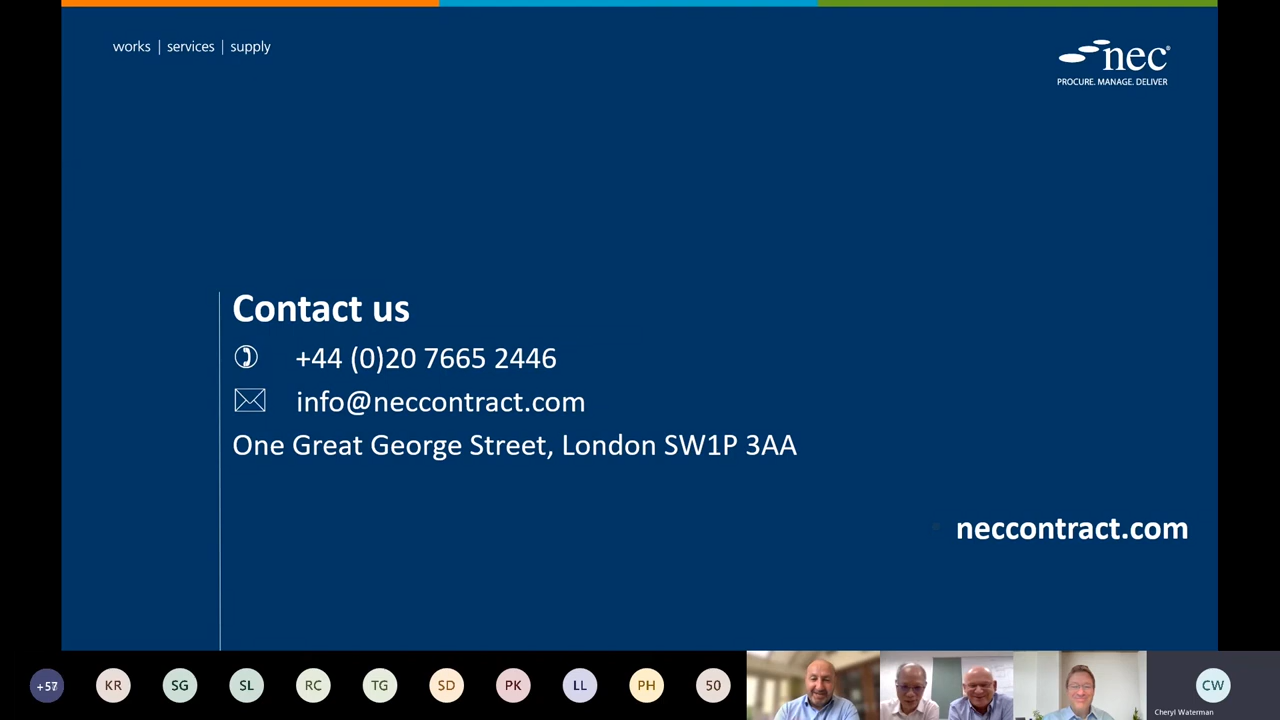 works | services | supply
nec®
PROCURE. MANAGE. DELIVER
Contact us
+44 (0)20 7665 2446
info@neccontract.com
One Great George Street, London SW1P 3AA
neccontract.com
+57 KR SG SL RC TG SD PK LL PH 50 CW
Cheryl Waterman